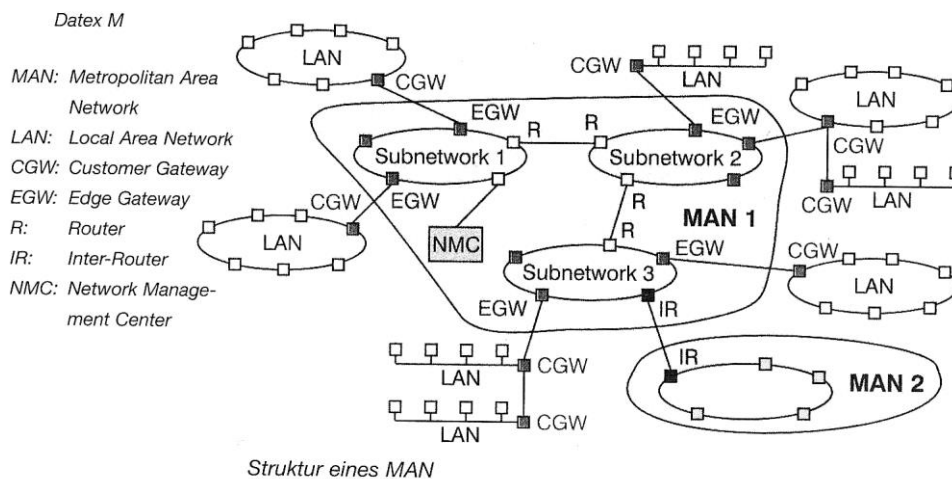 Datex M
MAN: Metropolitan Area
Network
LAN: Local Area Network
CGW: Customer Gateway
EGW: Edge Gateway
R: Router
IR: Inter-Router
NMC: Network Manage-
ment Center
LAN
CGW
EGW
CGW
LAN
EGW
LAN
CGW
CGW
LAN
R
R
Subnetwork 1
Subnetwork 2
EGW
CGW
LAN
NMC
R
R
MAN 1
Subnetwork 3
EGW
CGW
LAN
EGW
IR
LAN
CGW
LAN
CGW
IR
MAN 2
Struktur eines MAN